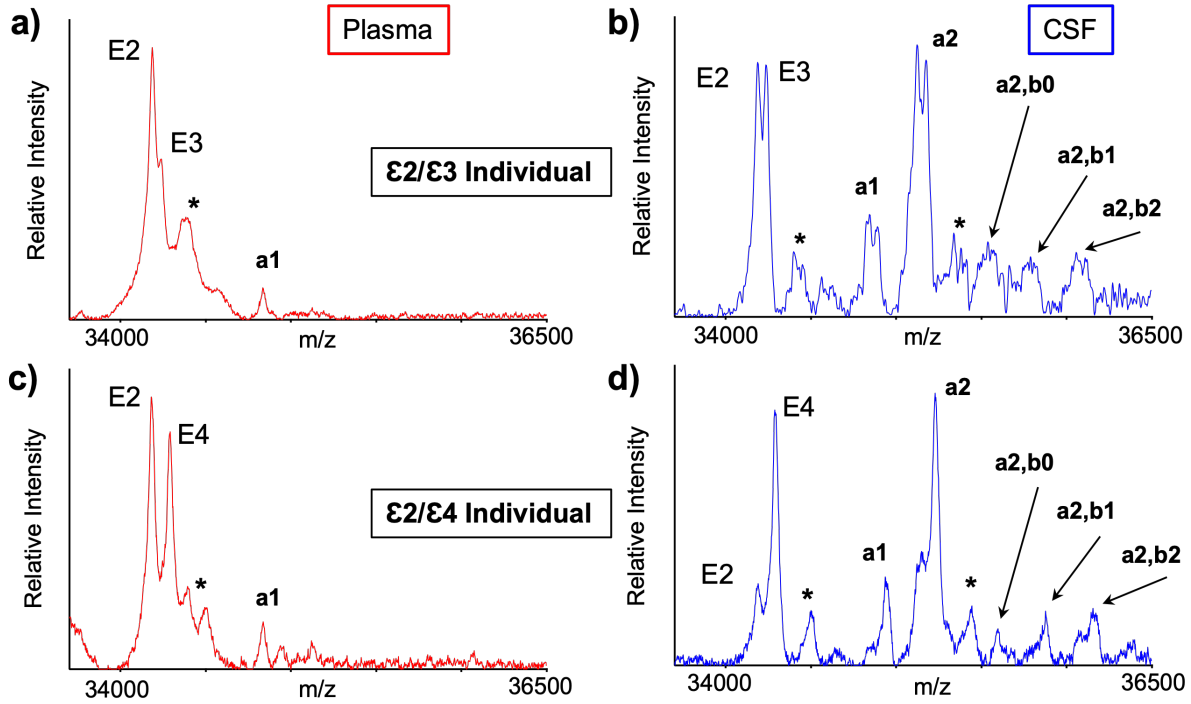 a)
Plasma
E2
E3
*
a1
Relative Intensity
34000
m/z
36500
Ɛ2/Ɛ3 Individual
b)
CSF
E2
E3
*
a1
a2
*
a2,b0
a2,b1
a2,b2
Relative Intensity
34000
m/z
36500
c)
E2
E4
*
a1
Relative Intensity
34000
m/z
36500
Ɛ2/Ɛ4 Individual
d)
E2
E4
*
a1
a2
*
a2,b0
a2,b1
a2,b2
Relative Intensity
34000
m/z
36500